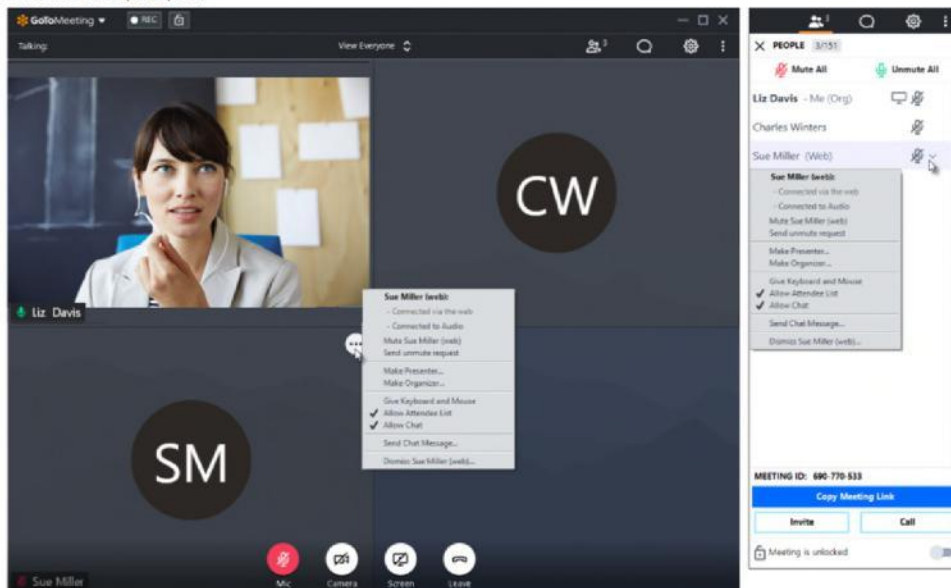 GoToMeeting
REC
Talking:
View Everyone
3
CW
Liz Davis
Sue Miller (web):
- Connected via the web
- Connected to Audio
Mute Sue Miller (web)
Send unmute request
Make Presenter...
Make Organizer...
Give Keyboard and Mouse
Allow Attendee List
Allow Chat
Send Chat Message...
Dismiss Sue Miller (web)...
SM
Sue Miller
Mic
Camera
Screen
Leave
3
PEOPLE 3/151
Mute All
Unmute All
Liz Davis - Me (Org)
Charles Winters
Sue Miller (Web)
Sue Miller (web):
- Connected via the web
- Connected to Audio
Mute Sue Miller (web)
Send unmute request
Make Presenter...
Make Organizer...
Give Keyboard and Mouse
Allow Attendee List
Allow Chat
Send Chat Message...
Dismiss Sue Miller (web)...
MEETING ID: 690-770-533
Copy Meeting Link
Invite
Call
Meeting is unlocked